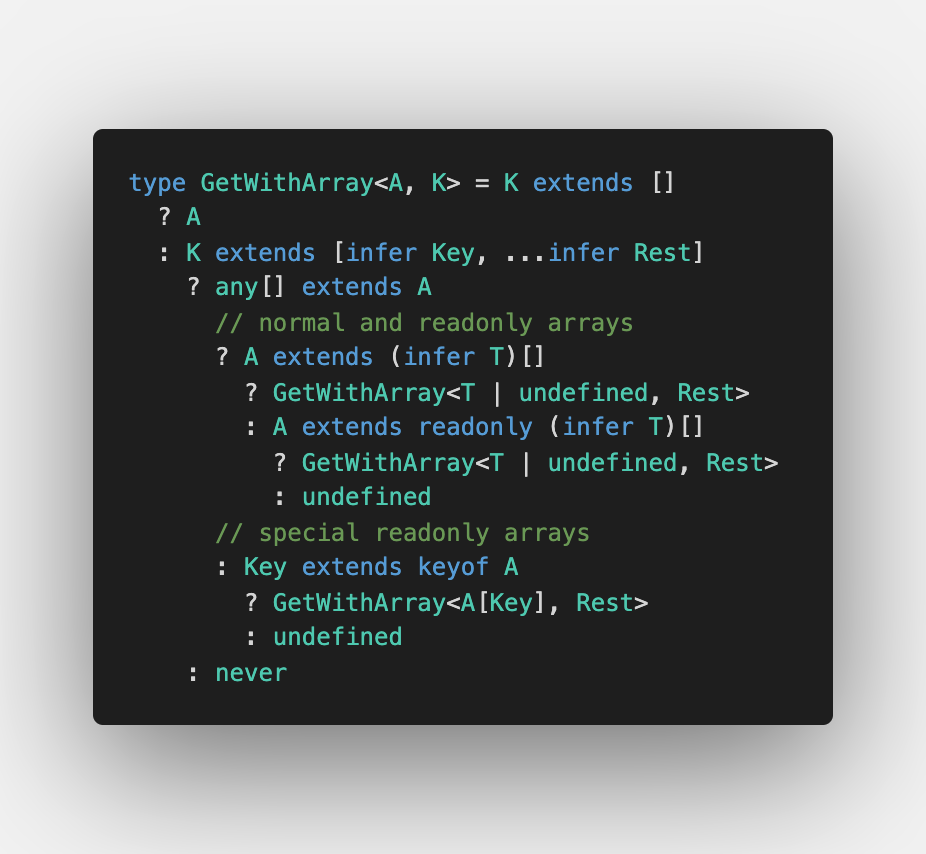 type GetWithArray<A, K> = K extends []
  ? A
  : K extends [infer Key, ...infer Rest]
    ? any[] extends A
      // normal and readonly arrays
      ? A extends (infer T)[]
        ? GetWithArray<T | undefined, Rest>
        : A extends readonly (infer T)[]
          ? GetWithArray<T | undefined, Rest>
          : undefined
      // special readonly arrays
      : Key extends keyof A
        ? GetWithArray<A[Key], Rest>
        : undefined
    : never